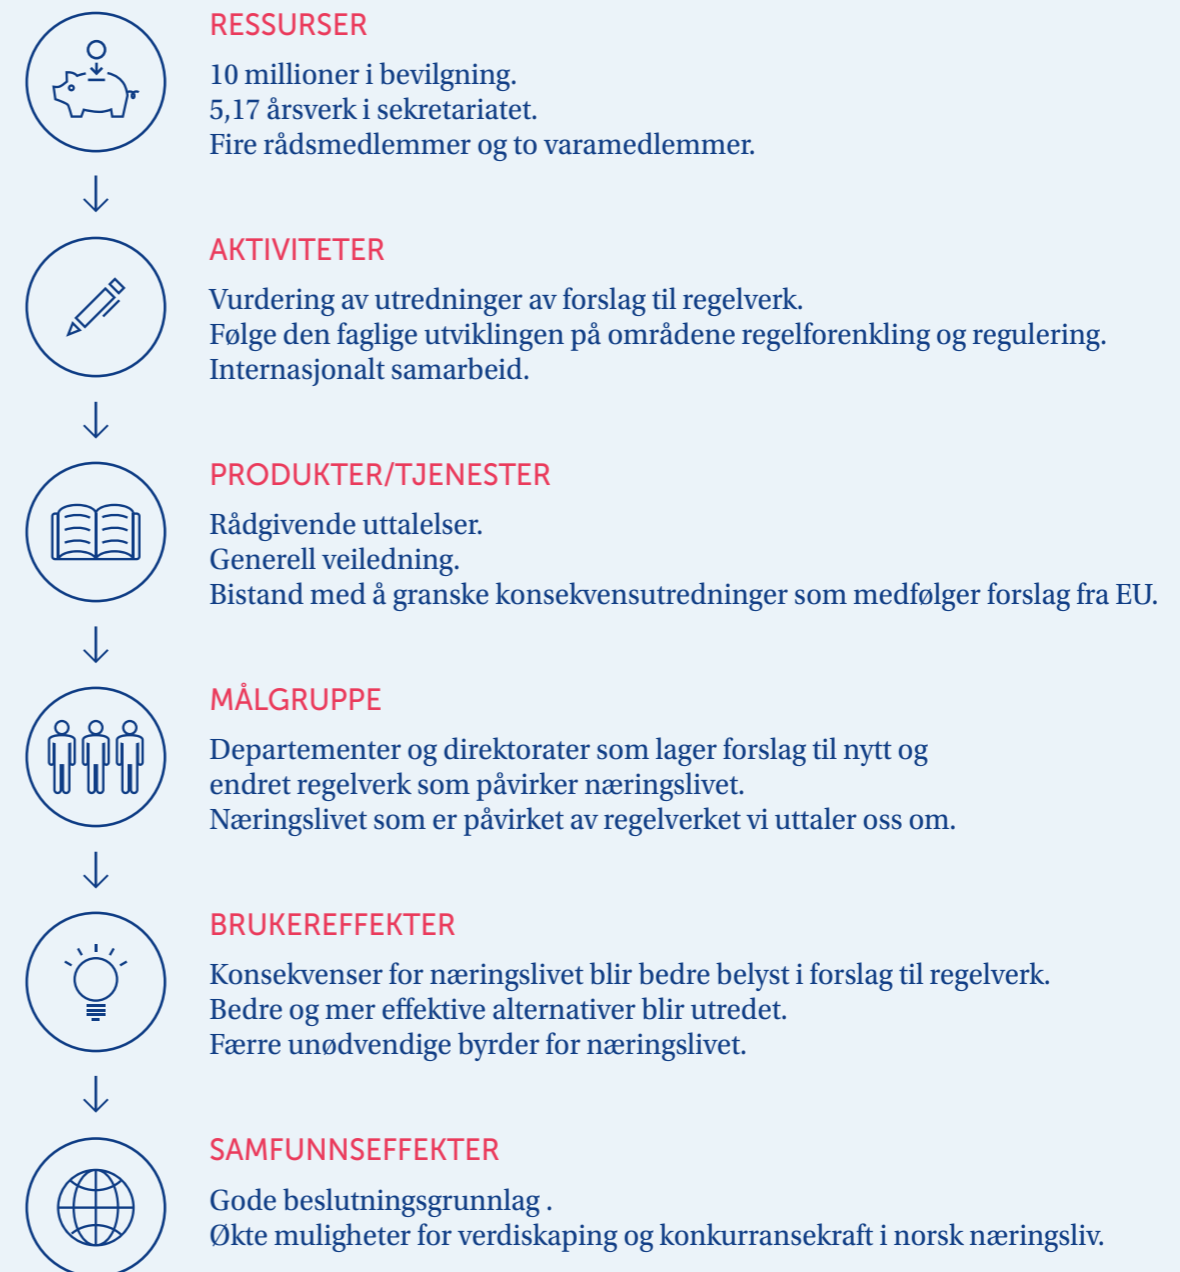 RESSURSER
10 millioner i bevilgning.
5,17 årsverk i sekretariatet.
Fire rådsmedlemmer og to varamedlemmer.
AKTIVITETER
Vurdering av utredninger av forslag til regelverk.
Følge den faglige utviklingen på områdene regelforenkling og regulering.
Internasjonalt samarbeid.
PRODUKTER/TJENESTER
Rådgivende uttalelser.
Generell veiledning.
Bistand med å granske konsekvensutredninger som medfølger forslag fra EU.
MÅLGRUPPE
Departementer og direktorater som lager forslag til nytt og
endret regelverk som påvirker næringslivet.
Næringslivet som er påvirket av regelverket vi uttaler oss om.
BRUKEREFFEKTER
Konsekvenser for næringslivet blir bedre belyst i forslag til regelverk.
Bedre og mer effektive alternativer blir utredet.
Færre unødvendige byrder for næringslivet.
SAMFUNNSEFFEKTER
Gode beslutningsgrunnlag .
Økte muligheter for verdiskaping og konkurransekraft i norsk næringsliv.